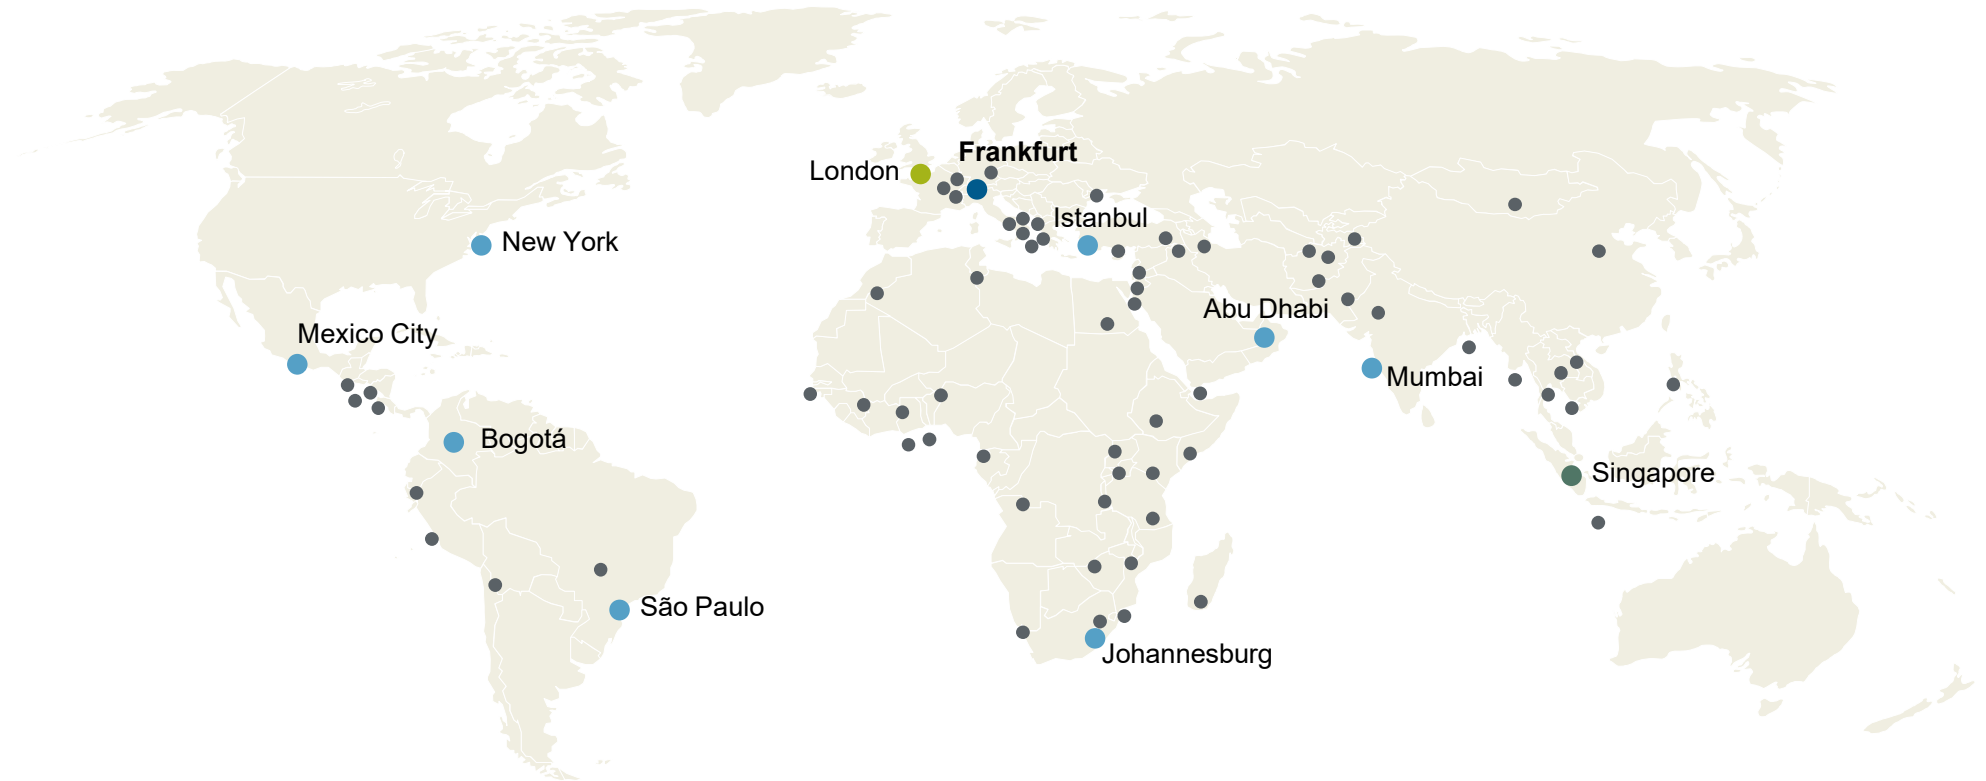 Frankfurt
London
Istanbul
New York
Abu Dhabi
Mexico City
Mumbai
Bogotá
Singapore
São Paulo
Johannesburg